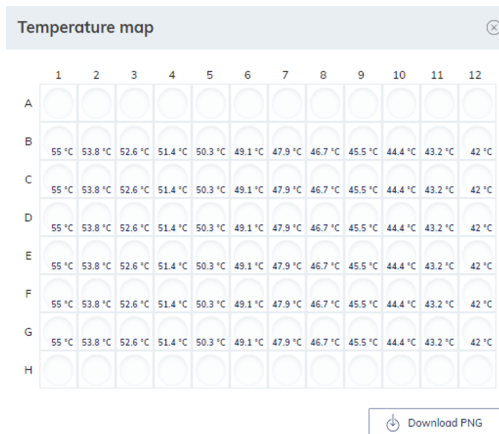 Temperature map
1 2 3 4 5 6 7 8 9 10 11 12
A
B 55 °C 53.8 °C 52.6 °C 51.4 °C 50.3 °C 49.1 °C 47.9 °C 46.7 °C 45.5 °C 44.4 °C 43.2 °C 42 °C
C 55 °C 53.8 °C 52.6 °C 51.4 °C 50.3 °C 49.1 °C 47.9 °C 46.7 °C 45.5 °C 44.4 °C 43.2 °C 42 °C
D 55 °C 53.8 °C 52.6 °C 51.4 °C 50.3 °C 49.1 °C 47.9 °C 46.7 °C 45.5 °C 44.4 °C 43.2 °C 42 °C
E 55 °C 53.8 °C 52.6 °C 51.4 °C 50.3 °C 49.1 °C 47.9 °C 46.7 °C 45.5 °C 44.4 °C 43.2 °C 42 °C
F 55 °C 53.8 °C 52.6 °C 51.4 °C 50.3 °C 49.1 °C 47.9 °C 46.7 °C 45.5 °C 44.4 °C 43.2 °C 42 °C
G 55 °C 53.8 °C 52.6 °C 51.4 °C 50.3 °C 49.1 °C 47.9 °C 46.7 °C 45.5 °C 44.4 °C 43.2 °C 42 °C
H
Download PNG